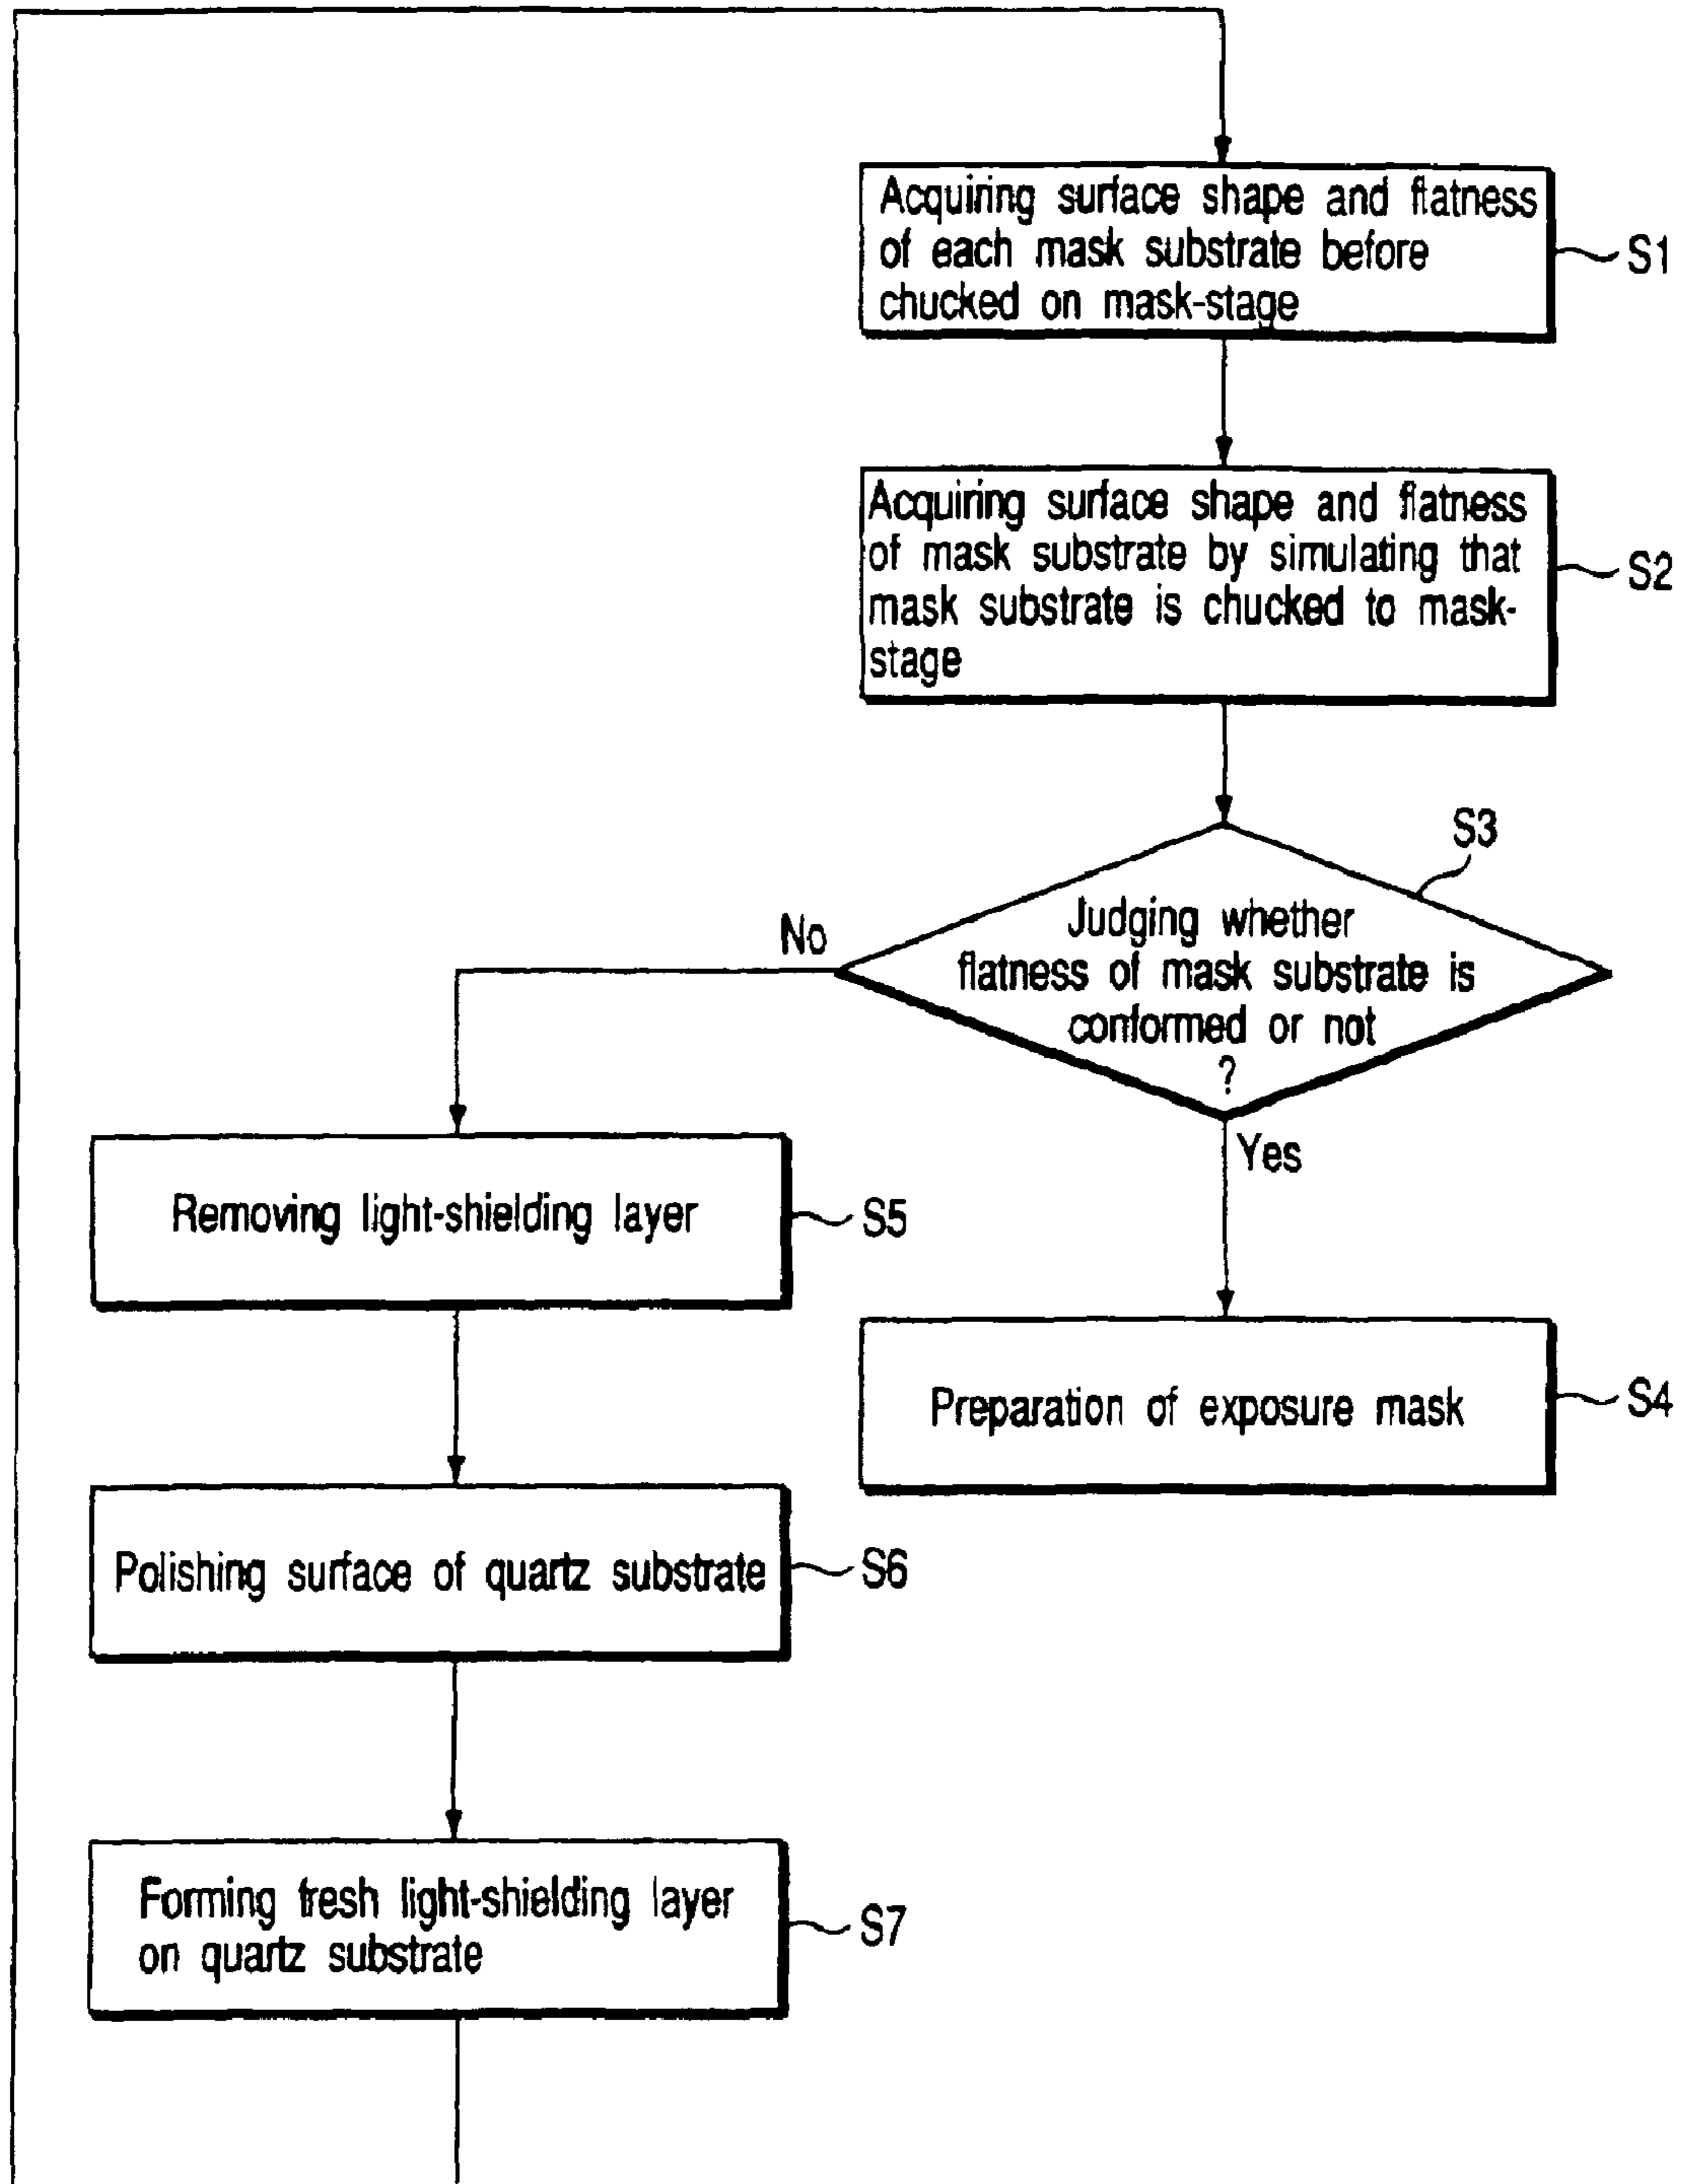 Acquiring surface shape and flatness
of each mask substrate before
chucked on mask-stage
S1
Acquiring surface shape and flatness
of mask substrate by simulating that
mask substrate is chucked to mask-
stage
S2
S3
Judging whether
flatness of mask substrate is
conformed or not
?
No
Yes
Removing light-shielding layer
S5
Preparation of exposure mask
S4
Polishing surface of quartz substrate
S6
Forming fresh light-shielding layer
on quartz substrate
S7